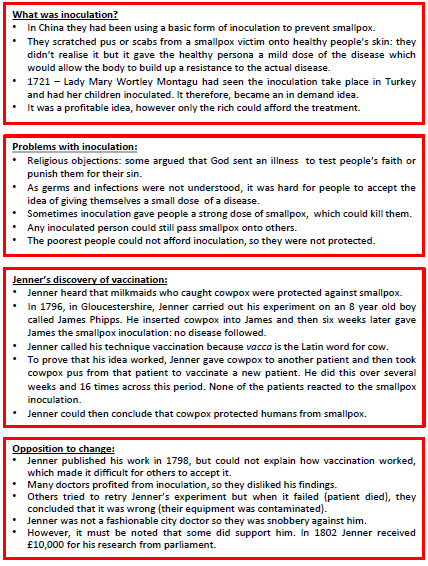 What was inoculation?
• In China they had been using a basic form of inoculation to prevent smallpox.
• They scratched pus or scabs from a smallpox victim onto healthy people's skin: they
didn't realise it but it gave the healthy persona a mild dose of the disease which
would allow the body to build up a resistance to the actual disease.
• 1721 – Lady Mary Wortley Montagu had seen the inoculation take place in Turkey
and had her children inoculated. It therefore, became an in demand idea.
• It was a profitable idea, however only the rich could afford the treatment.
Problems with inoculation:
• Religious objections: some argued that God sent an illness to test people's faith or
punish them for their sin.
• As germs and infections were not understood, it was hard for people to accept the
idea of giving themselves a small dose of a disease.
• Sometimes inoculation gave people a strong dose of smallpox, which could kill them.
• Any inoculated person could still pass smallpox onto others.
• The poorest people could not afford inoculation, so they were not protected.
Jenner's discovery of vaccination:
• Jenner heard that milkmaids who caught cowpox were protected against smallpox.
• In 1796, in Gloucestershire, Jenner carried out his experiment on an 8 year old boy
called James Phipps. He inserted cowpox into James and then six weeks later gave
James the smallpox inoculation: no disease followed.
• Jenner called his technique vaccination because vacca is the Latin word for cow.
• To prove that his idea worked, Jenner gave cowpox to another patient and then took
cowpox pus from that patient to vaccinate a new patient. He did this over several
weeks and 16 times across this period. None of the patients reacted to the smallpox
inoculation.
• Jenner could then conclude that cowpox protected humans from smallpox.
Opposition to change:
• Jenner published his work in 1798, but could not explain how vaccination worked,
which made it difficult for others to accept it.
• Many doctors profited from inoculation, so they disliked his findings.
• Others tried to retry Jenner's experiment but when it failed (patient died), they
concluded that it was wrong (their equipment was contaminated).
• Jenner was not a fashionable city doctor so they was snobbery against him.
• However, it must be noted that some did support him. In 1802 Jenner received
£10,000 for his research from parliament.